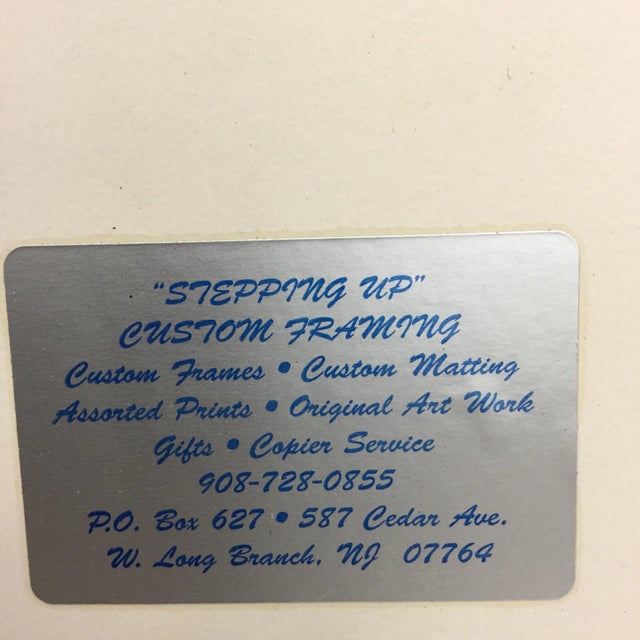 “STEPPING UP”
CUSTOM FRAMING
Custom Frames • Custom Matting
Assorted Prints • Original Art Work
Gifts • Copier Service
908-728-0855
P.O. Box 627 • 587 Cedar Ave.
W. Long Branch, NJ 07764